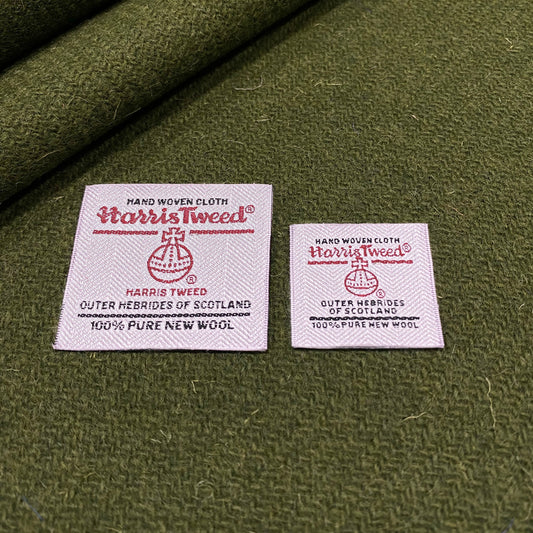 HAND WOVEN CLOTH
Harris Tweed®
®
HARRIS TWEED
OUTER HEBRIDES OF SCOTLAND
100% PURE NEW WOOL
HAND WOVEN CLOTH
Harris Tweed®
®
OUTER HEBRIDES
OF SCOTLAND
100% PURE NEW WOOL